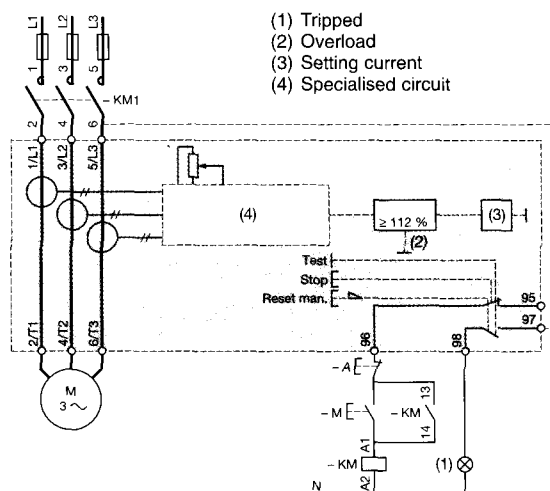 (1) Tripped
(2) Overload
(3) Setting current
(4) Specialised circuit
L1 L2 L3
1 3 5
– KM1
2 4 6
1/L1 3/L2 5/L3
(4)
≥ 112 %
(3)
(2)
Test
Stop
Reset man.
95
97
2/T1 4/T2 6/T3
96 98
M
3 ~
– A
– M
– KM
13
14
A1
– KM
(1)
A2
N